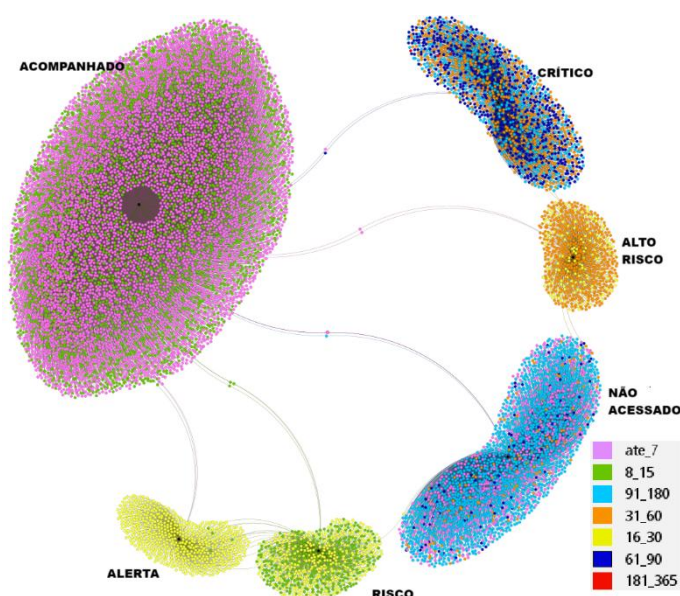 ACOMPANHADO
CRÍTICO
ALTO
RISCO
NÃO
ACESSADO
ate_7
8_15
91_180
31_60
16_30
61_90
181_365
ALERTA
RISCO